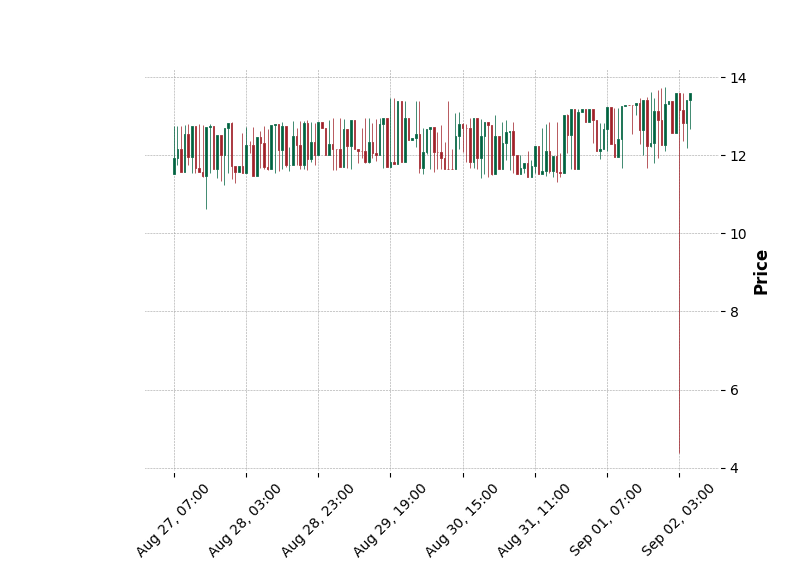 14
12
10
8
6
4
Price
Aug 27, 07:00
Aug 28, 03:00
Aug 28, 23:00
Aug 29, 19:00
Aug 30, 15:00
Aug 31, 11:00
Sep 01, 07:00
Sep 02, 03:00